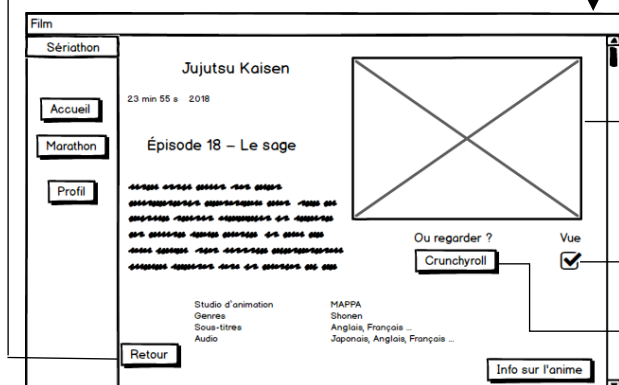 Film
Sériathon
Jujutsu Kaisen
23 min 55 s 2018
Accueil
Marathon
Épisode 18 – Le sage
Profil
Ou regarder ?
Vue
Crunchyroll
Studio d'animation MAPPA
Genres Shonen
Sous-titres Anglais, Français ...
Audio Japonais, Anglais, Français ...
Retour
Info sur l'anime